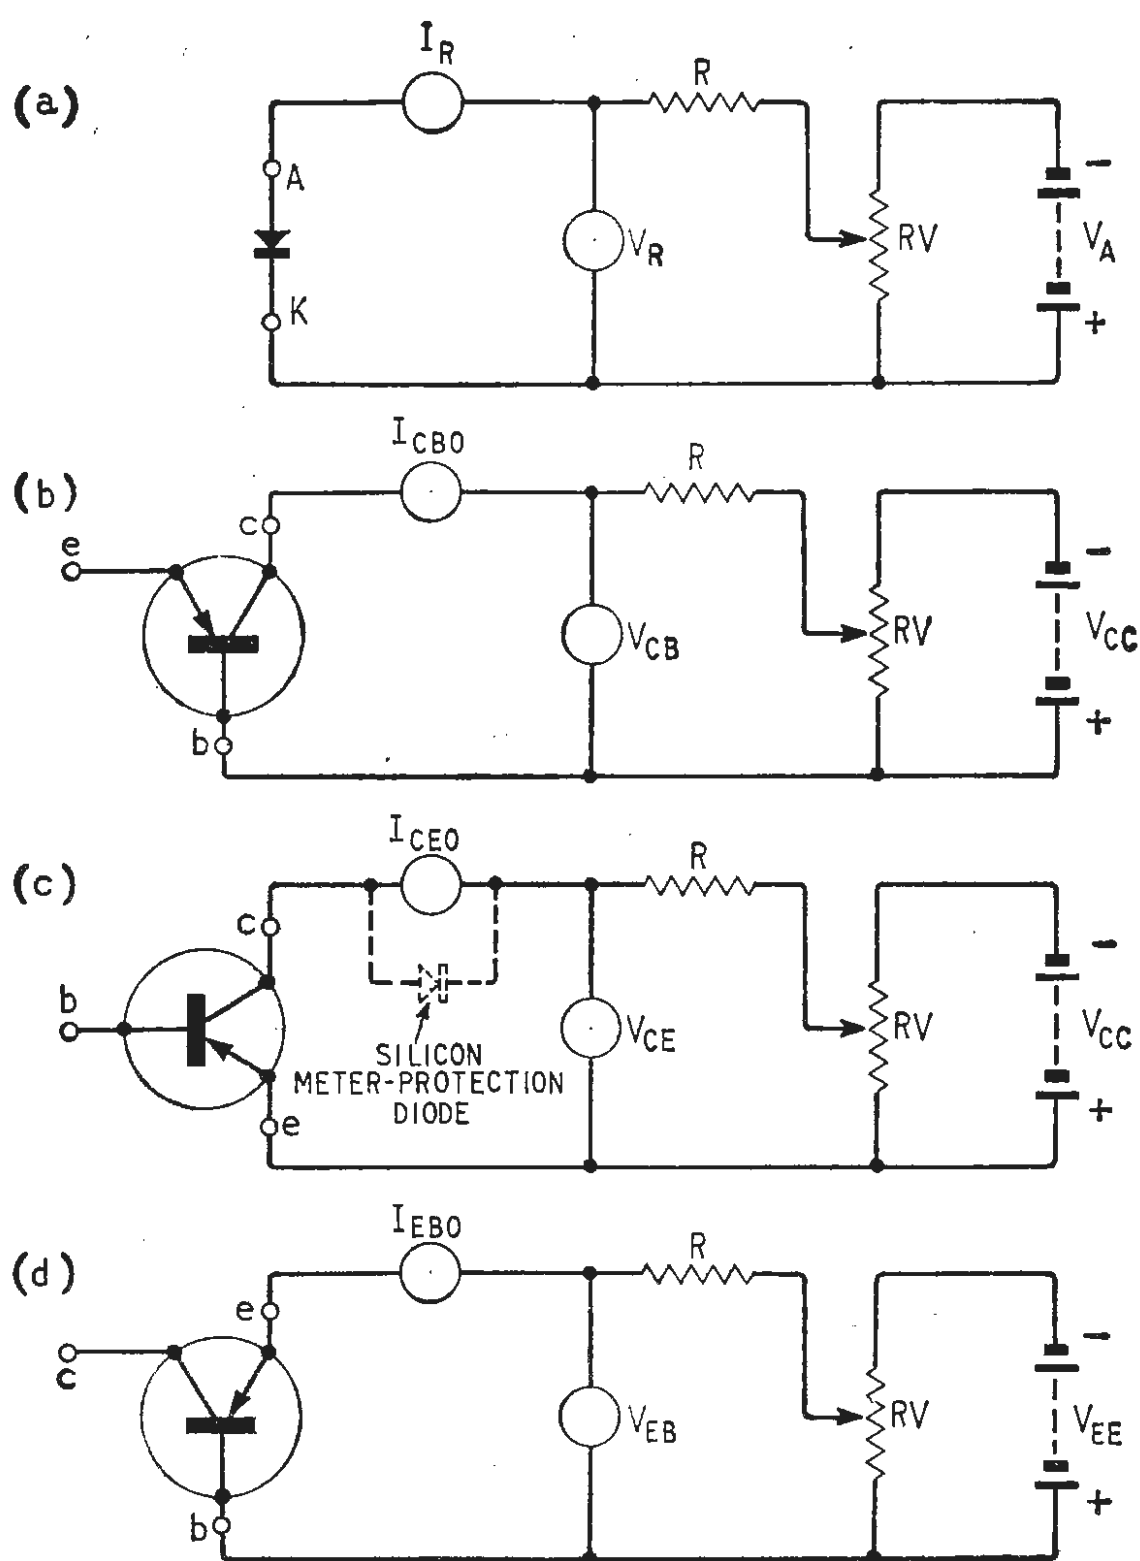 (a)
I_R
R
A
K
V_R
RV
−
V_A
+
(b)
I_CBO
R
e
c
b
V_CB
RV
−
V_CC
+
(c)
I_CEO
R
c
b
e
SILICON
METER-PROTECTION
DIODE
V_CE
RV
−
V_CC
+
(d)
I_EBO
R
e
c
b
V_EB
RV
−
V_EE
+